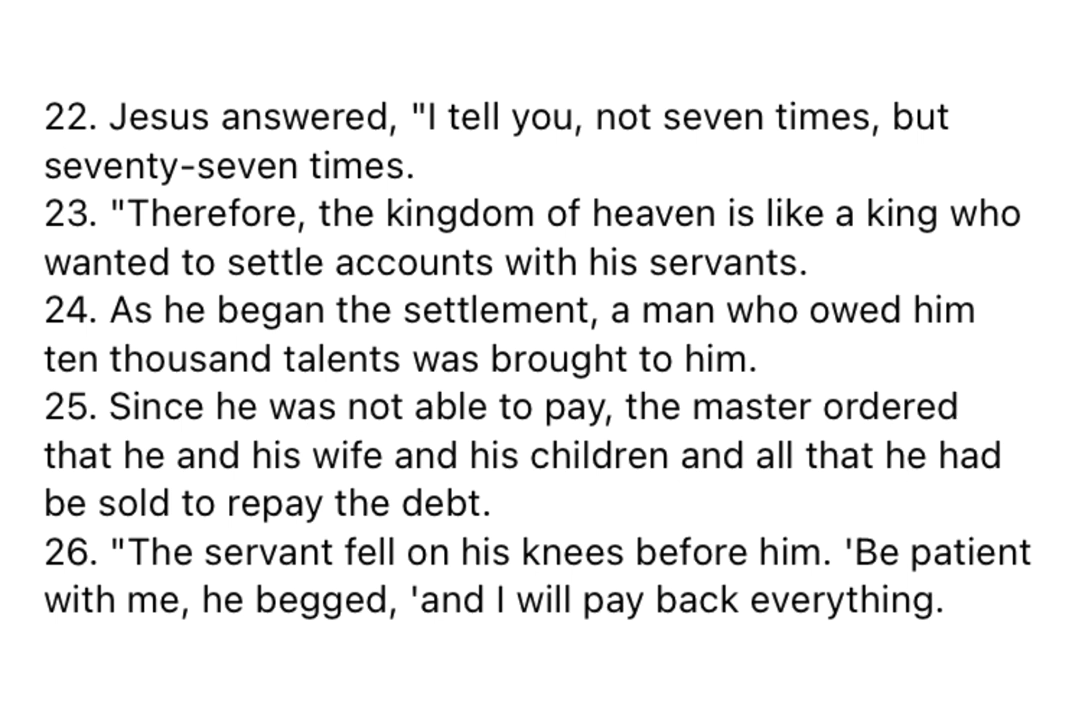 22. Jesus answered, "I tell you, not seven times, but
seventy-seven times.
23. "Therefore, the kingdom of heaven is like a king who
wanted to settle accounts with his servants.
24. As he began the settlement, a man who owed him
ten thousand talents was brought to him.
25. Since he was not able to pay, the master ordered
that he and his wife and his children and all that he had
be sold to repay the debt.
26. "The servant fell on his knees before him. 'Be patient
with me, he begged, 'and I will pay back everything.